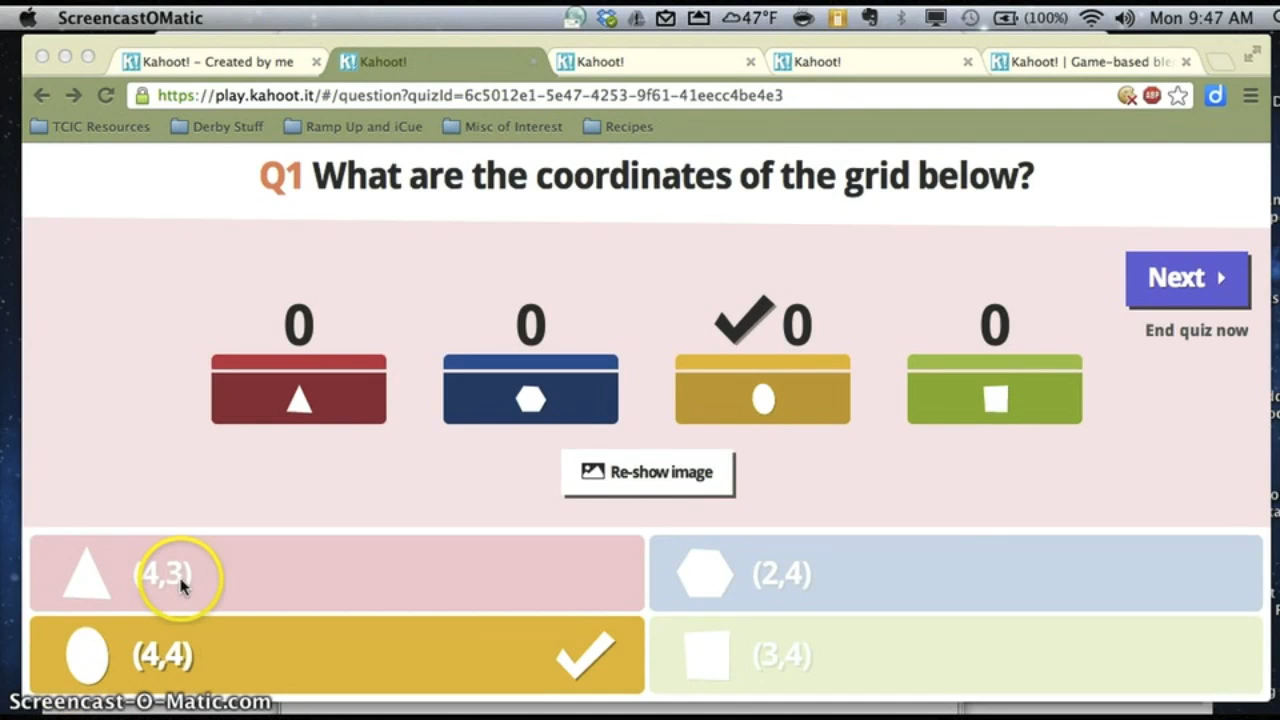 ScreencastOMatic
47°F
(100%)
Mon 9:47 AM
Kahoot! - Created by me
Kahoot!
Kahoot!
Kahoot!
Kahoot! | Game-based ble
https://play.kahoot.it/#/question?quizId=6c5012e1-5e47-4253-9f61-41eecc4be4e3
ABP
d
TCIC Resources
Derby Stuff
Ramp Up and iCue
Misc of Interest
Recipes
Q1 What are the coordinates of the grid below?
Next
End quiz now
0
0
0
0
Re-show image
(4,3)
(2,4)
(4,4)
(3,4)
Screencast-O-Matic.com